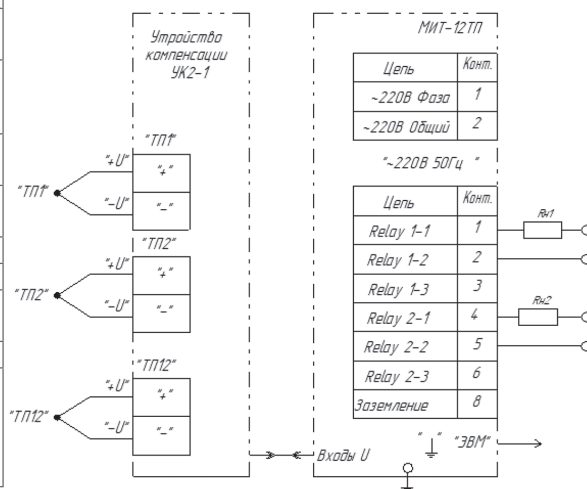 Утройство
компенсации
УК2-1
"ТП1"
"+U"
"+"
"ТП1"
"-U"
"-"
"ТП2"
"+U"
"+"
"ТП2"
"-U"
"-"
"ТП12"
"+U"
"+"
"ТП12"
"-U"
"-"
МИТ-12ТП
Цепь Конт.
~220В Фаза 1
~220В Общий 2
"~220В 50Гц "
Цепь Конт.
Relay 1-1 1
Rн1
Relay 1-2 2
Relay 1-3 3
Relay 2-1 4
Rн2
Relay 2-2 5
Relay 2-3 6
Заземление 8
" " "ЭВМ"
Входы U